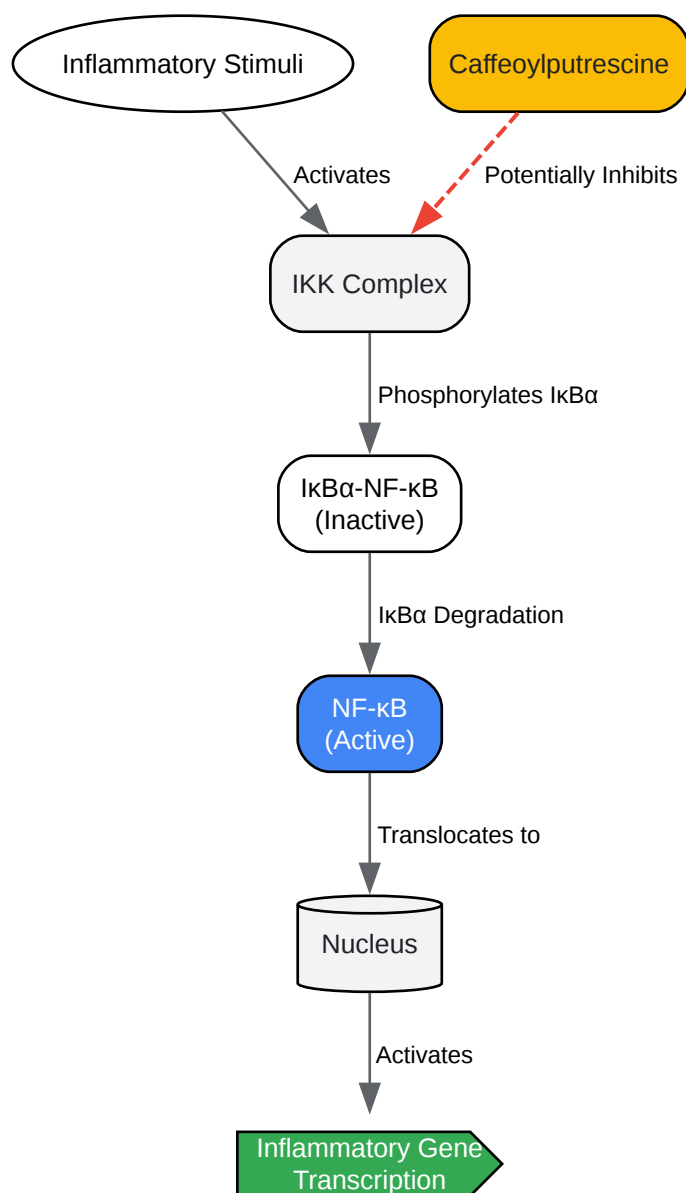 Inflammatory Stimuli
Caffeoylputrescine
Activates
Potentially Inhibits
IKK Complex
Phosphorylates IκBα
IκBα-NF-κB
(Inactive)
IκBα Degradation
NF-κB
(Active)
Translocates to
Nucleus
Activates
Inflammatory Gene
Transcription